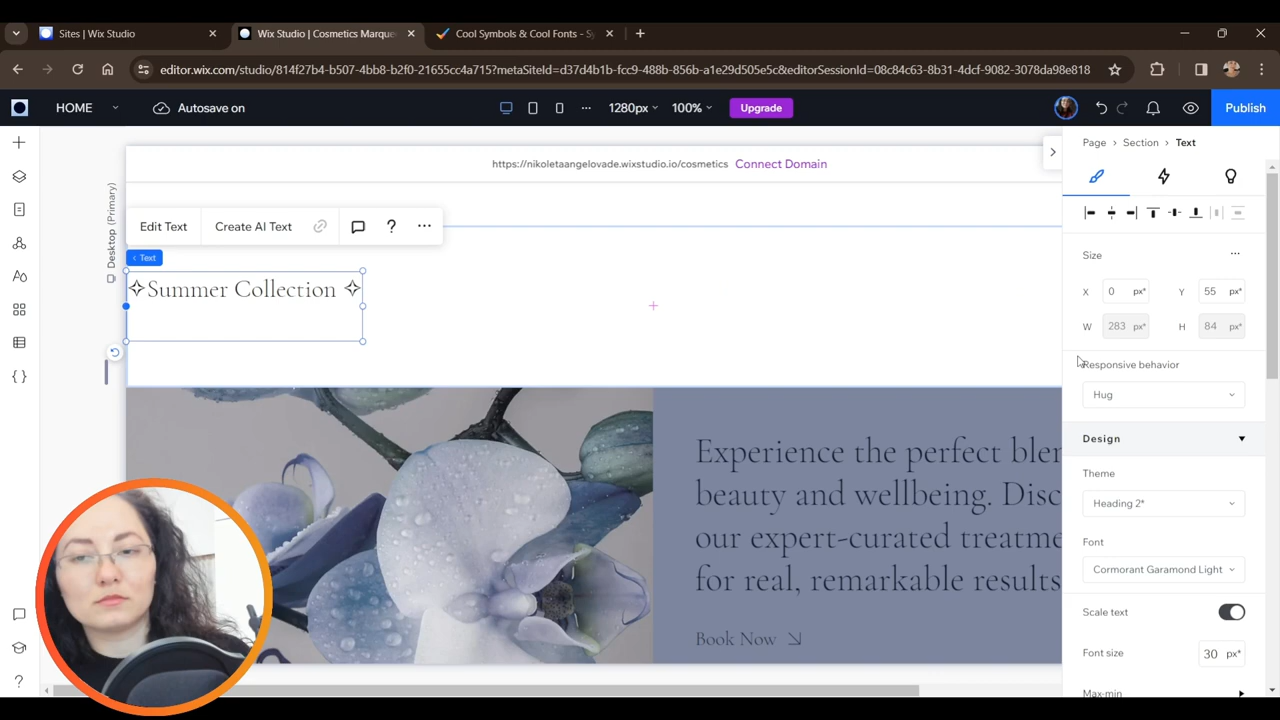 Sites | Wix Studio
Wix Studio | Cosmetics Marque
Cool Symbols & Cool Fonts - Sy
editor.wix.com/studio/814f27b4-b507-4bb8-b2f0-21655cc4a715?metaSiteId=d37d4b1b-fcc9-488b-856b-a1e29d505e5c&editorSessionId=08c84c63-8b31-4dcf-9082-3078da98e818
HOME
Autosave on
1280px
100%
Upgrade
Publish
https://nikoletaangelovade.wixstudio.io/cosmetics Connect Domain
Desktop (Primary)
Edit Text
Create AI Text
?
< Text
✧Summer Collection ✧
Experience the perfect blen
beauty and wellbeing. Disc
our expert-curated treatme
for real, remarkable results
Book Now
Page > Section > Text
Size
X 0 px* Y 55 px*
W 283 px* H 84 px*
Responsive behavior
Hug
Design
Theme
Heading 2*
Font
Cormorant Garamond Light
Scale text
Font size 30 px*
Max-min